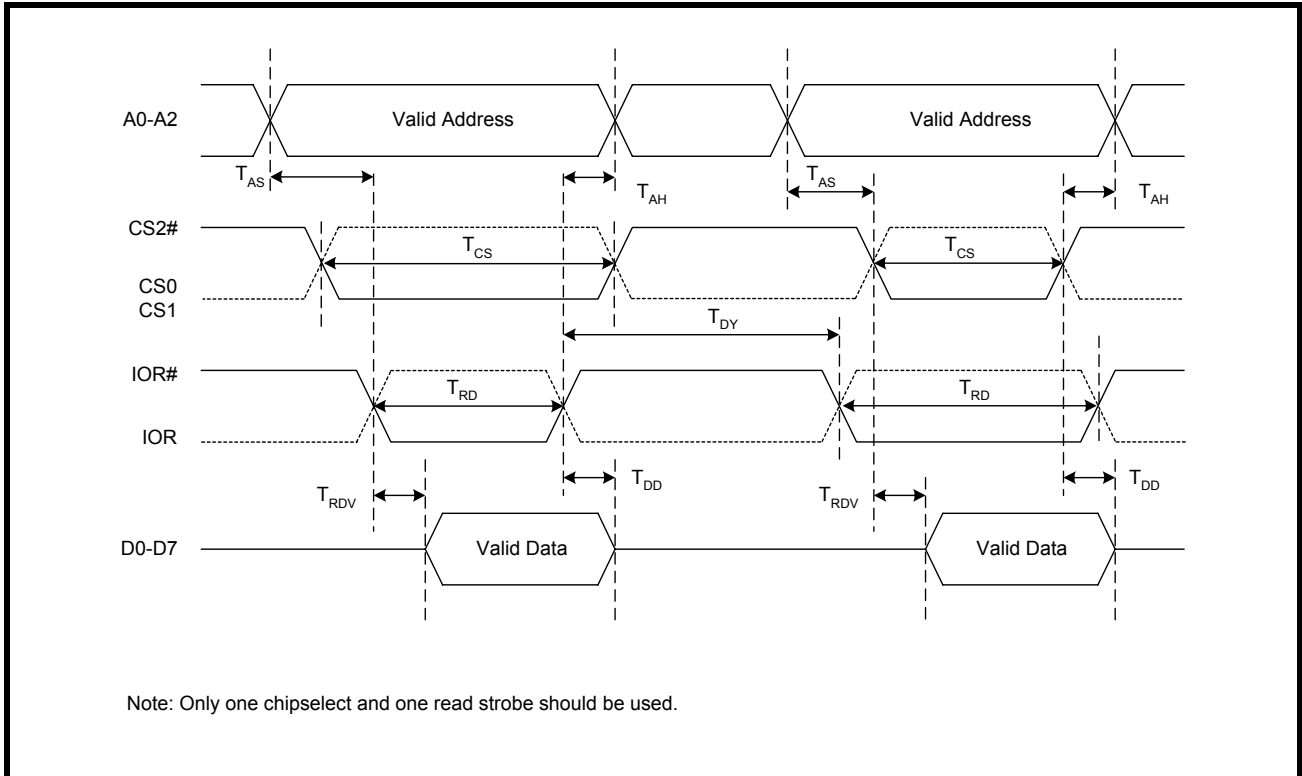 A0-A2
Valid Address
Valid Address
TAS
TAH
TAS
TAH
CS2#
TCS
TCS
CS0
CS1
TDY
IOR#
TRD
TRD
IOR
TRDV
TDD
TRDV
TDD
D0-D7
Valid Data
Valid Data
Note: Only one chipselect and one read strobe should be used.